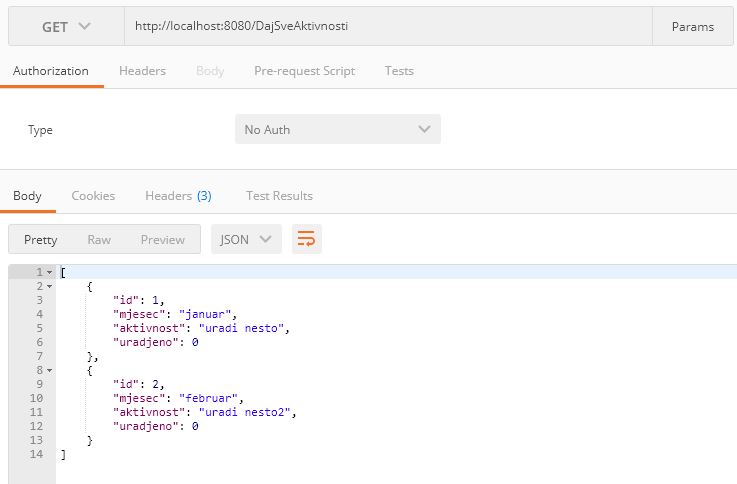 GET http://localhost:8080/DajSveAktivnosti Params
Authorization Headers Body Pre-request Script Tests
Type No Auth
Body Cookies Headers (3) Test Results
Pretty Raw Preview JSON
1 [
2 {
3 "id": 1,
4 "mjesec": "januar",
5 "aktivnost": "uradi nesto",
6 "uradjeno": 0
7 },
8 {
9 "id": 2,
10 "mjesec": "februar",
11 "aktivnost": "uradi nesto2",
12 "uradjeno": 0
13 }
14 ]